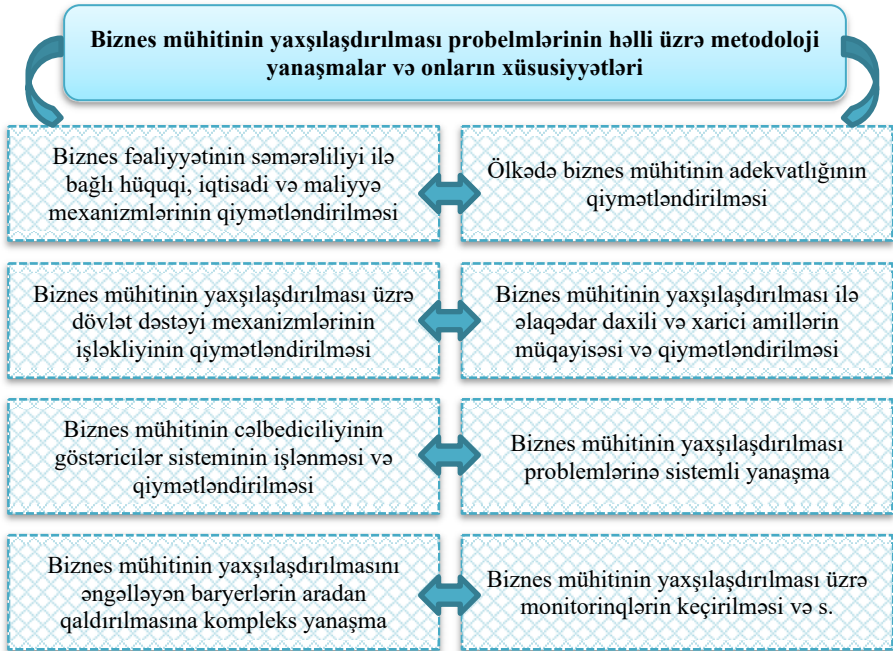 Biznes mühitinin yaxşılaşdırılması probelmlərinin həlli üzrə metodoloji
yanaşmalar və onların xüsusiyyətləri
Biznes fəaliyyətinin səmərəliliyi ilə
bağlı hüquqi, iqtisadi və maliyyə
mexanizmlərinin qiymətləndirilməsi
Ölkədə biznes mühitinin adekvatlığının
qiymətləndirilməsi
Biznes mühitinin yaxşılaşdırılması üzrə
dövlət dəstəyi mexanizmlərinin
işləkliyinin qiymətləndirilməsi
Biznes mühitinin yaxşılaşdırılması ilə
əlaqədar daxili və xarici amillərin
müqayisəsi və qiymətləndirilməsi
Biznes mühitinin cəlbediciliyinin
göstəricilər sisteminin işlənməsi və
qiymətləndirilməsi
Biznes mühitinin yaxşılaşdırılması
problemlərinə sistemli yanaşma
Biznes mühitinin yaxşılaşdırılmasını
əngəlləyən baryerlərin aradan
qaldırılmasına kompleks yanaşma
Biznes mühitinin yaxşılaşdırılması üzrə
monitorinqlərin keçirilməsi və s.